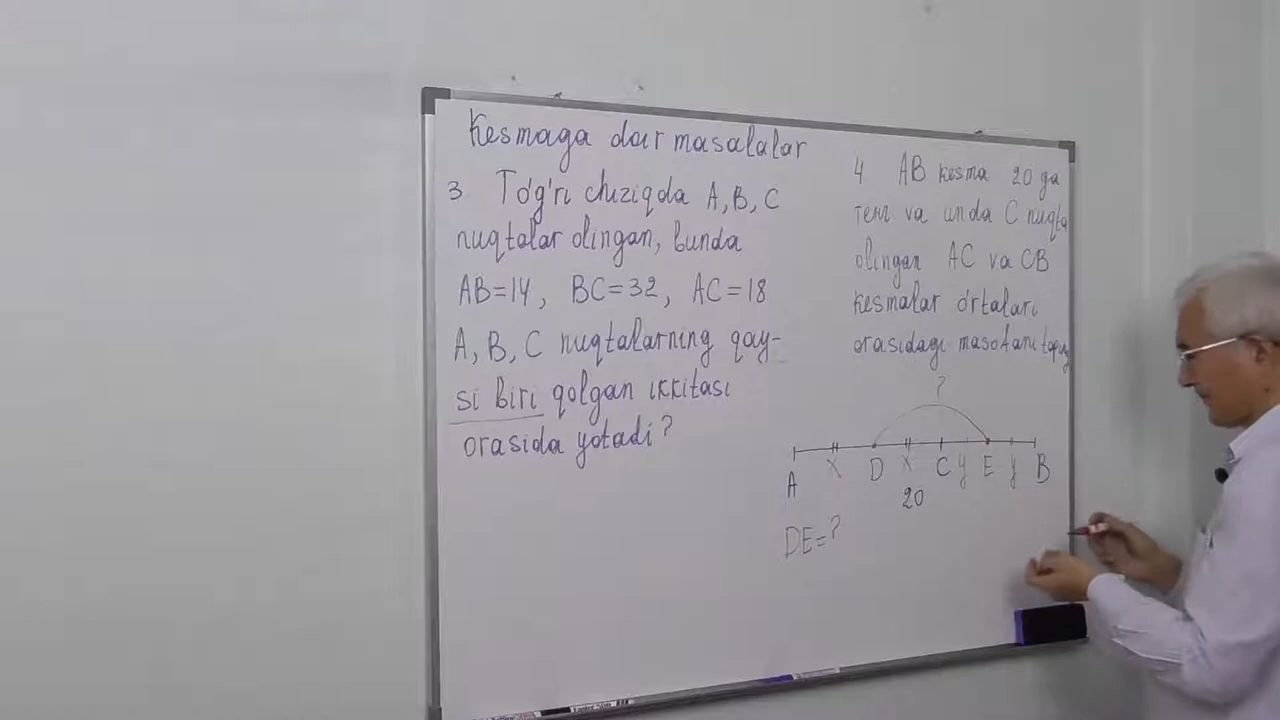 Kesmaga doir masalalar
3 To'g'ri chiziqda A, B, C
nuqtalar olingan, bunda
AB=14, BC=32, AC=18
A, B, C nuqtalarning qay-
si biri qolgan ikkitasi
orasida yotadi?
4 AB kesma 20 ga
teng va unda C nuqta
olingan AC va CB
kesmalar o'rtalari
orasidagi masofani toping
?
A x D x C y E y B
20
DE=?